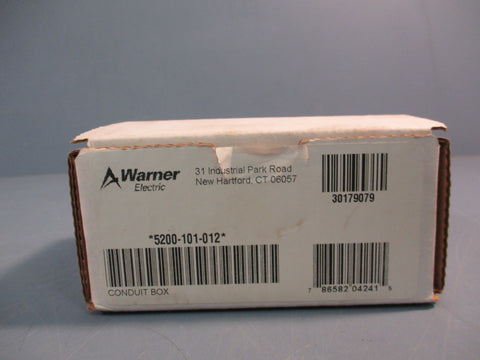 Warner
Electric
31 Industrial Park Road
New Hartford, CT 06057
30179079
*5200-101-012*
CONDUIT BOX
7 86582 04241 5